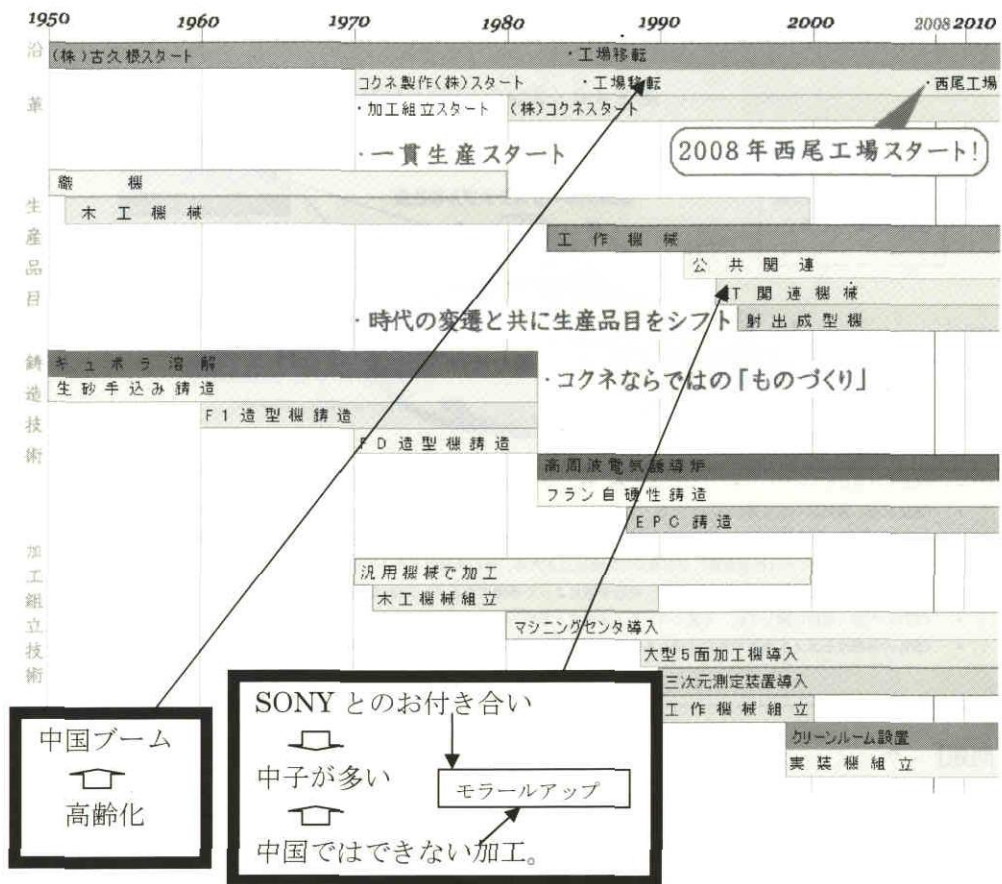 1950 1960 1970 1980 1990 2000 2008 2010
沿革
(株)古久根スタート ・工場移転
コクネ製作(株)スタート ・工場移転 ・西尾工場
・加工組立スタート (株)コクネスタート
・一貫生産スタート
2008年西尾工場スタート!
生産品目
織機
木工機械
工作機械
公共関連
IT関連機械
・時代の変遷と共に生産品目をシフト
射出成型機
鋳造技術
キュポラ溶解
・コクネならではの「ものづくり」
生砂手込み鋳造
F1造型機鋳造
FD造型機鋳造
高周波電気誘導炉
フラン自硬性鋳造
EPC鋳造
加工組立技術
汎用機械で加工
木工機械組立
マシニングセンタ導入
大型5面加工機導入
三次元測定装置導入
工作機械組立
クリーンルーム設置
実装機組立
中国ブーム
高齢化
SONYとのお付き合い
中子が多い
モラールアップ
中国ではできない加工。